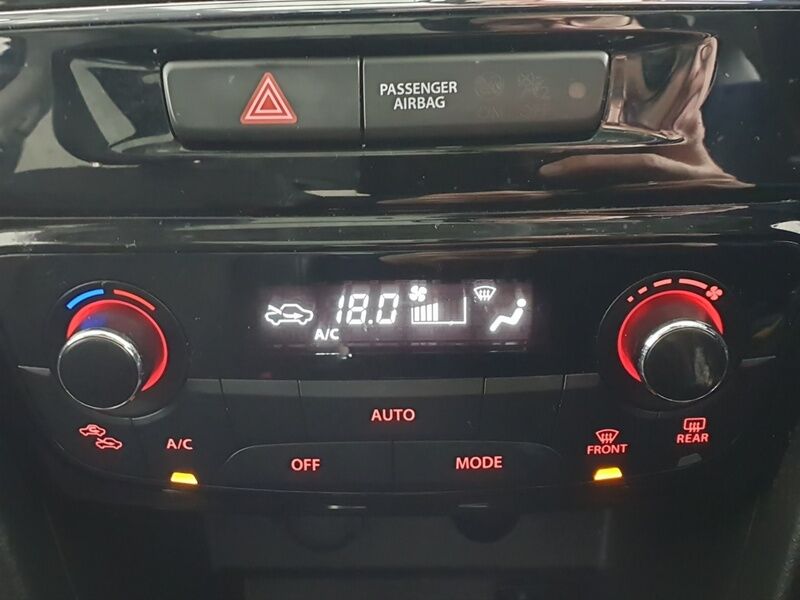 PASSENGER
AIRBAG
18.0
A/C
AUTO
A/C
OFF
MODE
FRONT
REAR